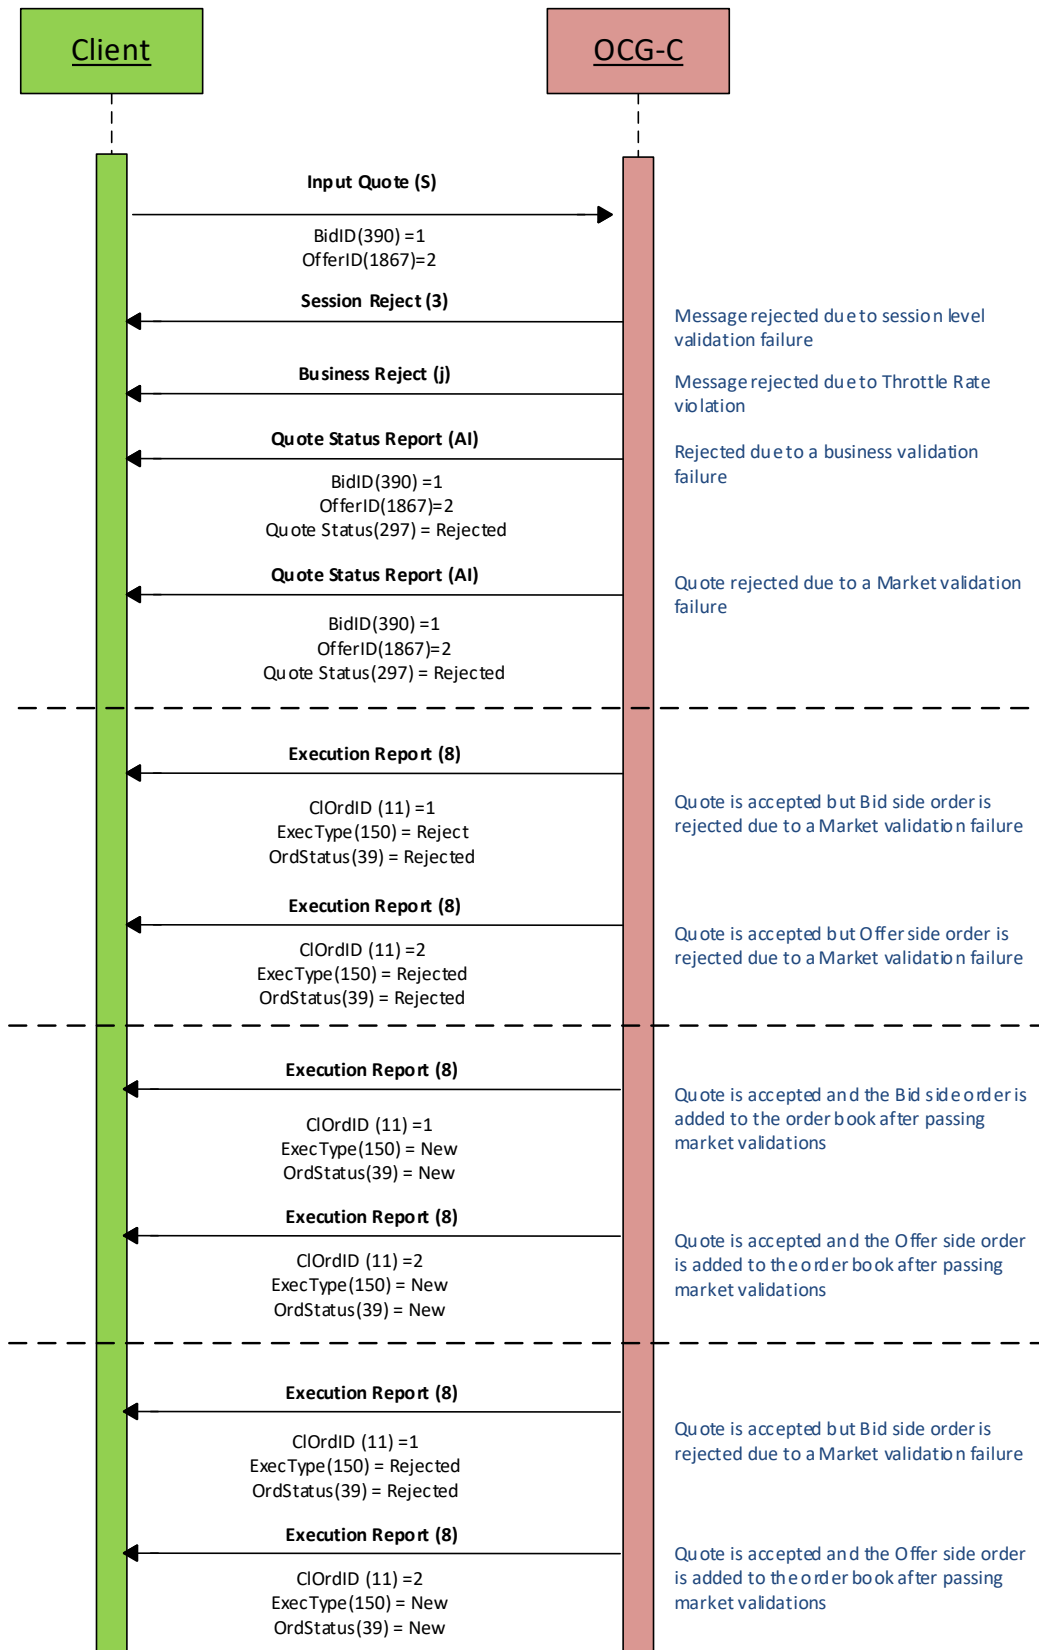 Client
OCG-C
Input Quote (S)
BidID(390) =1
OfferID(1867)=2
Session Reject (3)
Message rejected due to session level
validation failure
Business Reject (j)
Message rejected due to Throttle Rate
violation
Quote Status Report (AI)
Rejected due to a business validation
failure
BidID(390) =1
OfferID(1867)=2
Quote Status(297) = Rejected
Quote Status Report (AI)
Quote rejected due to a Market validation
failure
BidID(390) =1
OfferID(1867)=2
Quote Status(297) = Rejected
Execution Report (8)
Quote is accepted but Bid side order is
rejected due to a Market validation failure
ClOrdID (11) =1
ExecType(150) = Reject
OrdStatus(39) = Rejected
Execution Report (8)
Quote is accepted but Offer side order is
rejected due to a Market validation failure
ClOrdID (11) =2
ExecType(150) = Rejected
OrdStatus(39) = Rejected
Execution Report (8)
Quote is accepted and the Bid side order is
added to the order book after passing
market validations
ClOrdID (11) =1
ExecType(150) = New
OrdStatus(39) = New
Execution Report (8)
Quote is accepted and the Offer side order
is added to the order book after passing
market validations
ClOrdID (11) =2
ExecType(150) = New
OrdStatus(39) = New
Execution Report (8)
Quote is accepted but Bid side order is
rejected due to a Market validation failure
ClOrdID (11) =1
ExecType(150) = Rejected
OrdStatus(39) = Rejected
Execution Report (8)
Quote is accepted and the Offer side order
is added to the order book after passing
market validations
ClOrdID (11) =2
ExecType(150) = New
OrdStatus(39) = New